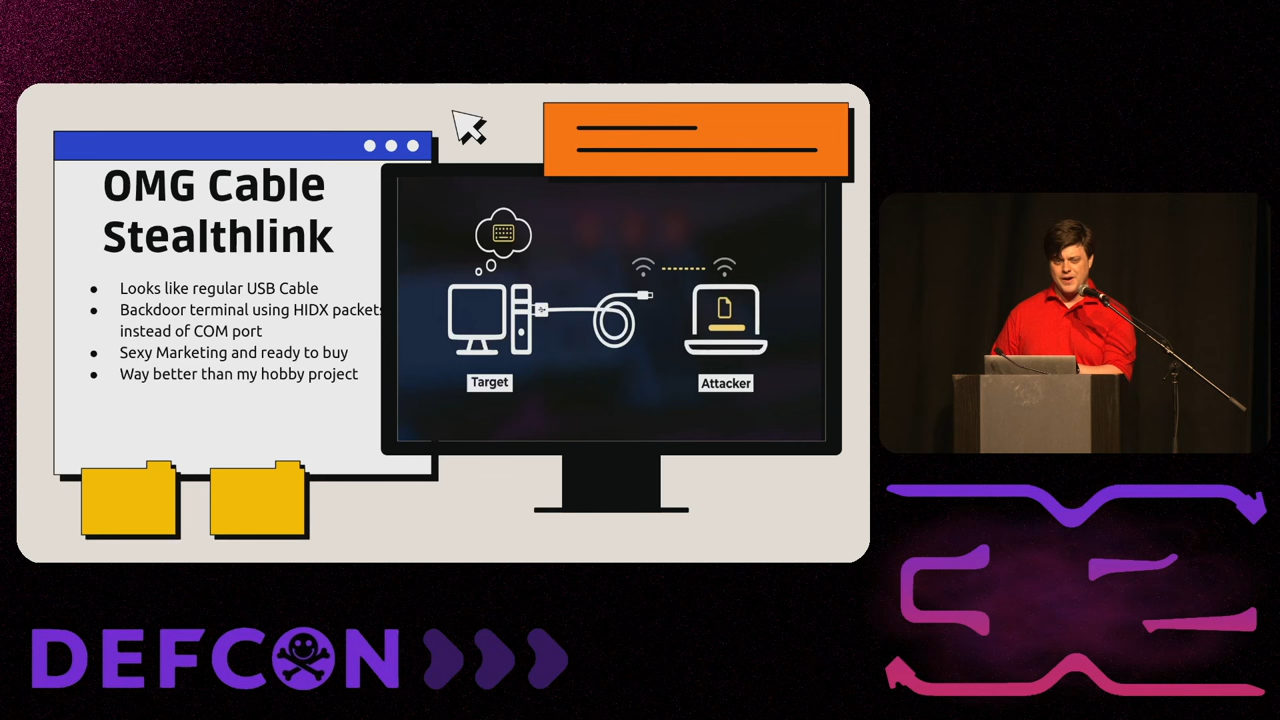 OMG Cable
Stealthlink
● Looks like regular USB Cable
● Backdoor terminal using HIDX packets
instead of COM port
● Sexy Marketing and ready to buy
● Way better than my hobby project
Target
Attacker
DEFCON